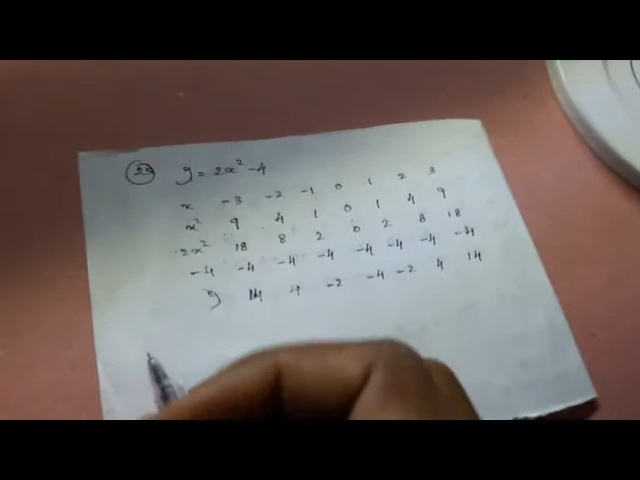 22 y = 2x² - 4
x -3 -2 -1 0 1 2 3
x² 9 4 1 0 1 4 9
2x² 18 8 2 0 2 8 18
-4 -4 -4 -4 -4 -4 -4 -4
y 14 4 -2 -4 -2 4 14